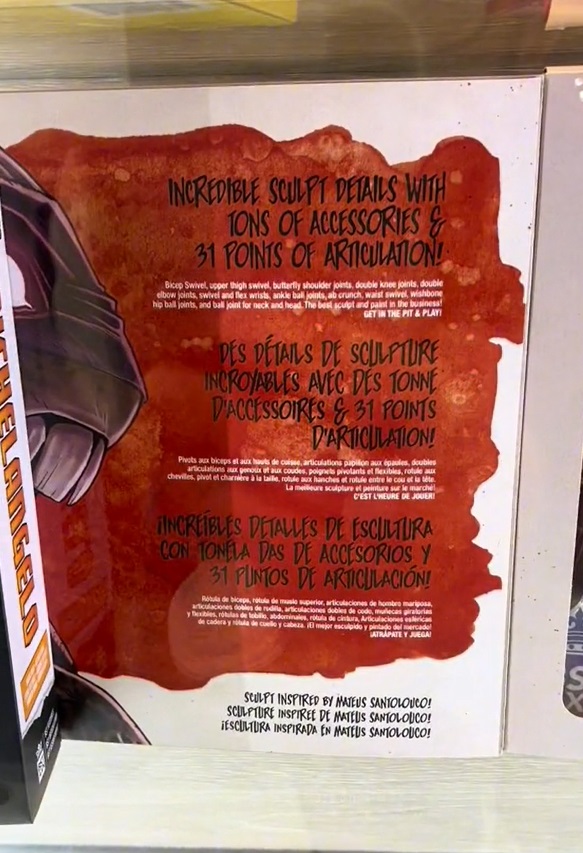 INCREDIBLE SCULPT DETAILS WITH
TONS OF ACCESSORIES &
31 POINTS OF ARTICULATION!
Bicep Swivel, upper thigh swivel, butterfly shoulder joints, double knee joints, double
elbow joints, swivel and flex wrists, ankle ball joints, ab crunch, waist swivel, wishbone
hip ball joints, and ball joint for neck and head. The best sculpt and paint in the business!
GET IN THE PIT & PLAY!
DES DÉTAILS DE SCULPTURE
INCROYABLES AVEC DES TONNE
D'ACCESSOIRES & 31 POINTS
D'ARTICULATION!
Pivots aux biceps et aux hauts de cuisse, articulations papillon aux épaules, doubles
articulations aux genoux et aux coudes, poignets pivotants et flexibles, rotule aux
chevilles, pivot et charnière à la taille, rotule aux hanches et rotule entre le cou et la tête.
La meilleure sculpture et peinture sur le marché!
C'EST L'HEURE DE JOUER!
¡INCREÍBLES DETALLES DE ESCULTURA
CON TONELA DAS DE ACCESORIOS Y
31 PUNTOS DE ARTICULACIÓN!
Rótula de bíceps, rótula de muslo superior, articulaciones de hombro mariposa,
articulaciones dobles de rodilla, articulaciones dobles de codo, muñecas giratorias
y flexibles, rótulas de tobillo, abdominales, rótula de cintura, Articulaciones esféricas
de cadera y rótula de cuello y cabeza. ¡El mejor esculpido y pintado del mercado!
¡ATRÁPATE Y JUEGA!
SCULPT INSPIRED BY MATEUS SANTOLOUCO!
SCULPTURE INSPIREE DE MATEUS SANTOLOUCO!
¡ESCULTURA INSPIRADA EN MATEUS SANTOLOUCO!
CHELANGELO